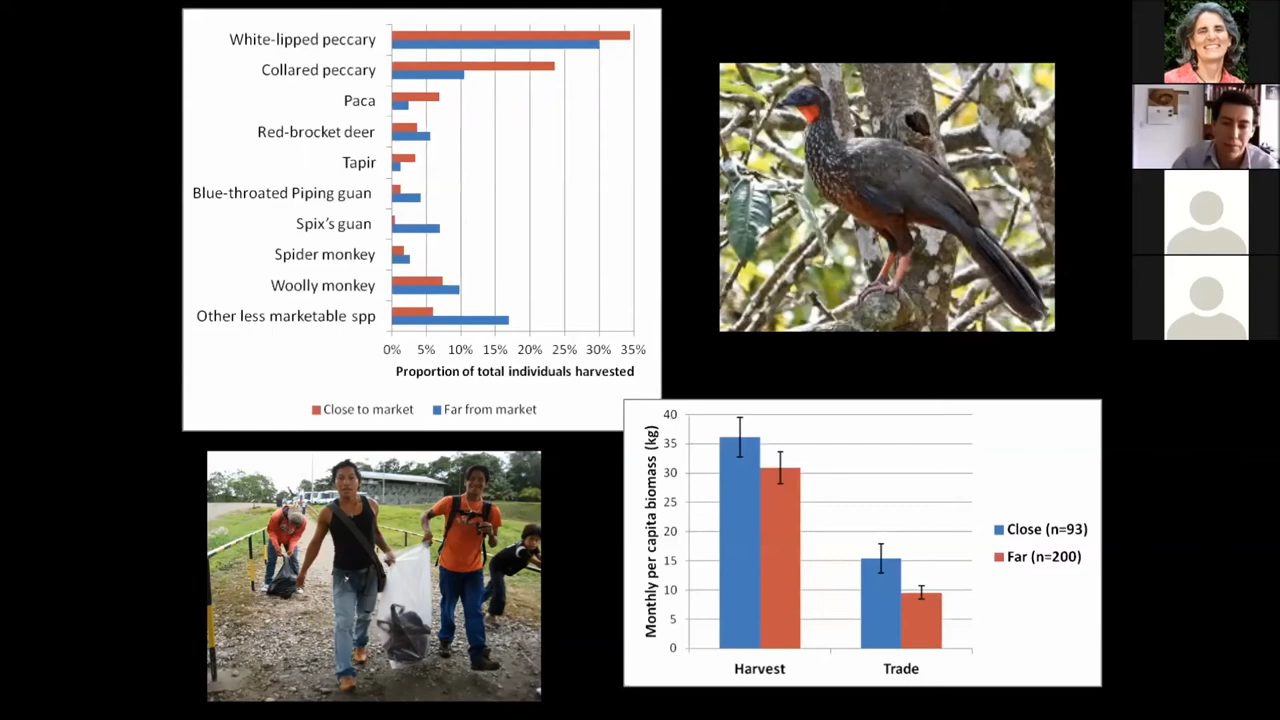 White-lipped peccary
Collared peccary
Paca
Red-brocket deer
Tapir
Blue-throated Piping guan
Spix's guan
Spider monkey
Woolly monkey
Other less marketable spp
0% 5% 10% 15% 20% 25% 30% 35%
Proportion of total individuals harvested
Close to market Far from market
Monthly per capita biomass (kg)
40
35
30
25
20
15
10
5
0
Harvest Trade
Close (n=93)
Far (n=200)